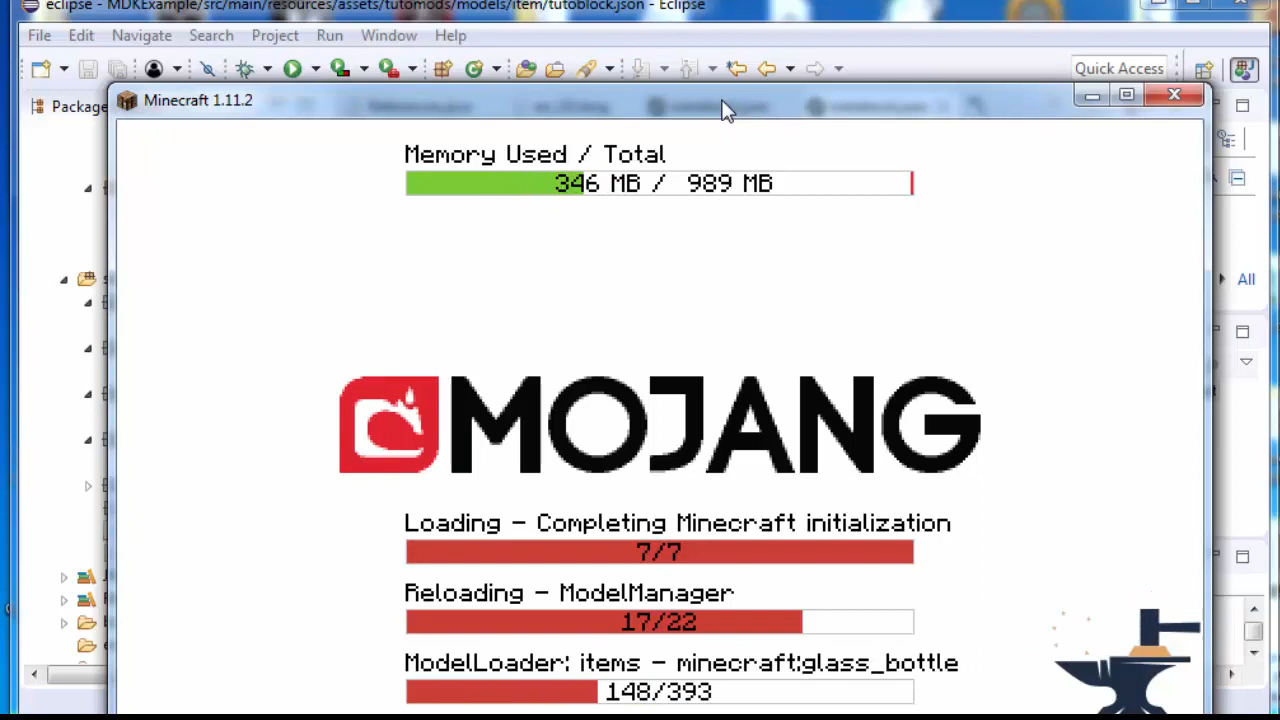 eclipse - MDKExample/src/main/resources/assets/tutomods/models/item/tutoblock.json - Eclipse
File Edit Navigate Search Project Run Window Help
Quick Access
Package
Minecraft 1.11.2
Memory Used / Total
346 MB / 989 MB
All
MOJANG
Loading - Completing Minecraft initialization
7/7
Reloading - ModelManager
17/22
ModelLoader: items - minecraft:glass_bottle
148/393